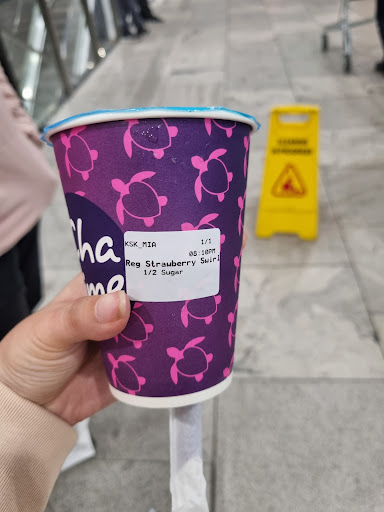 Cha
me
KSK_MIA 1/1
08:10PM
Reg Strawberry Swirl
1/2 Sugar